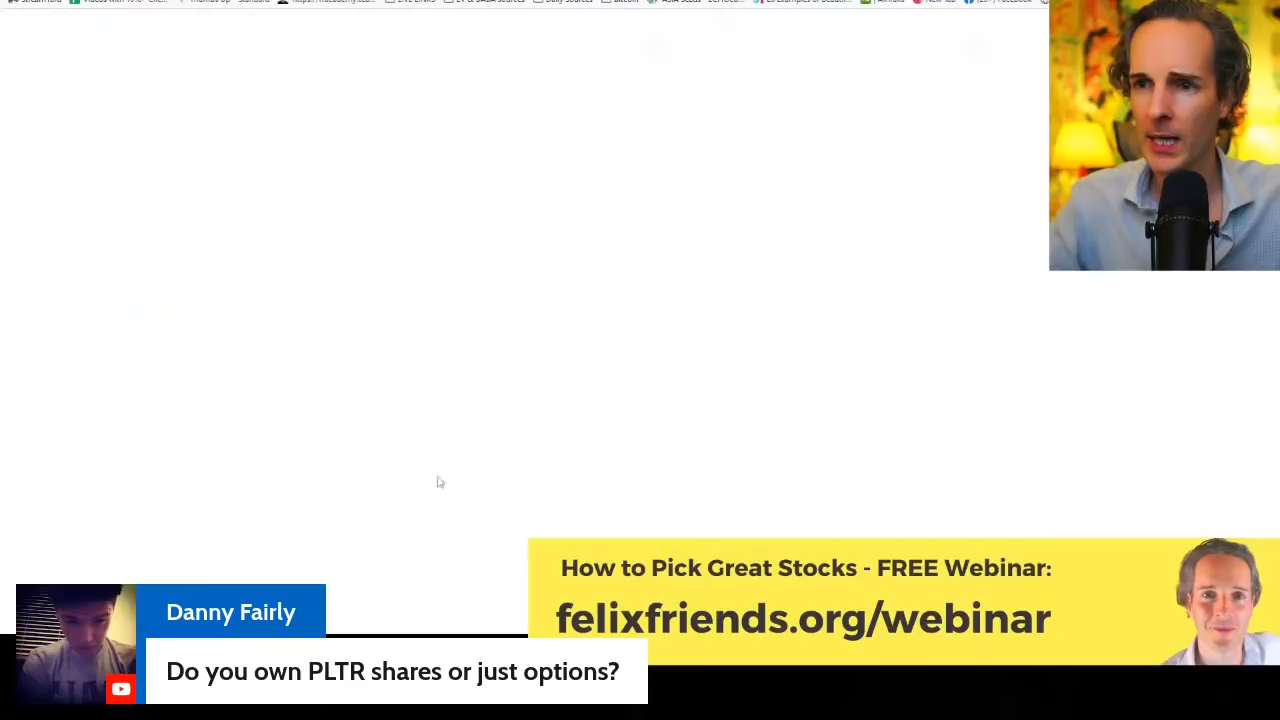 How to Pick Great Stocks - FREE Webinar:
felixfriends.org/webinar
Danny Fairly
Do you own PLTR shares or just options?